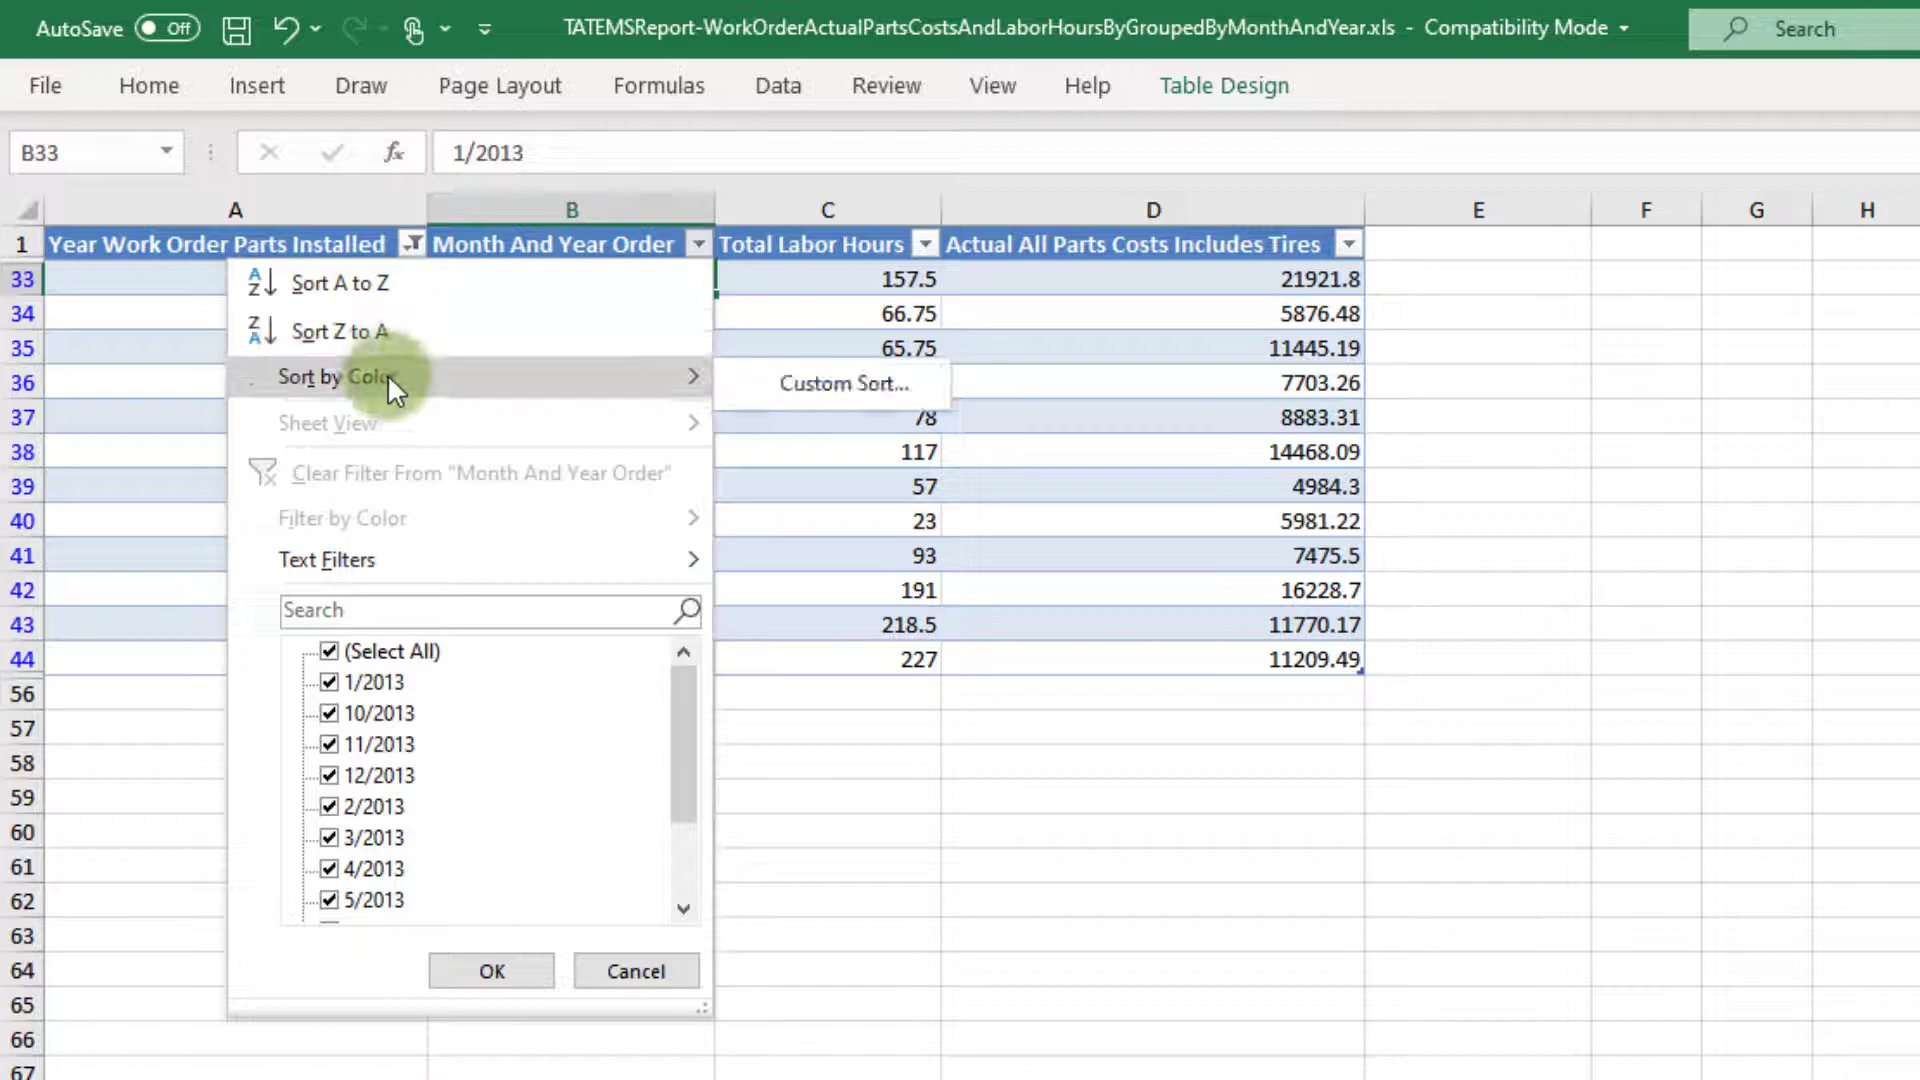 AutoSave Off TATEMSReport-WorkOrderActualPartsCostsAndLaborHoursByGroupedByMonthAndYear.xls - Compatibility Mode Search
File Home Insert Draw Page Layout Formulas Data Review View Help Table Design
B33 fx 1/2013
A B C D E F G H
1 Year Work Order Parts Installed Month And Year Order Total Labor Hours Actual All Parts Costs Includes Tires
33 157.5 21921.8
34 66.75 5876.48
35 65.75 11445.19
36 7703.26
37 78 8883.31
38 117 14468.09
39 57 4984.3
40 23 5981.22
41 93 7475.5
42 191 16228.7
43 218.5 11770.17
44 227 11209.49
56
57
58
59
60
61
62
63
64
65
66
67
Sort A to Z
Sort Z to A
Sort by Color
Custom Sort...
Sheet View
Clear Filter From "Month And Year Order"
Filter by Color
Text Filters
Search
(Select All)
1/2013
10/2013
11/2013
12/2013
2/2013
3/2013
4/2013
5/2013
OK Cancel